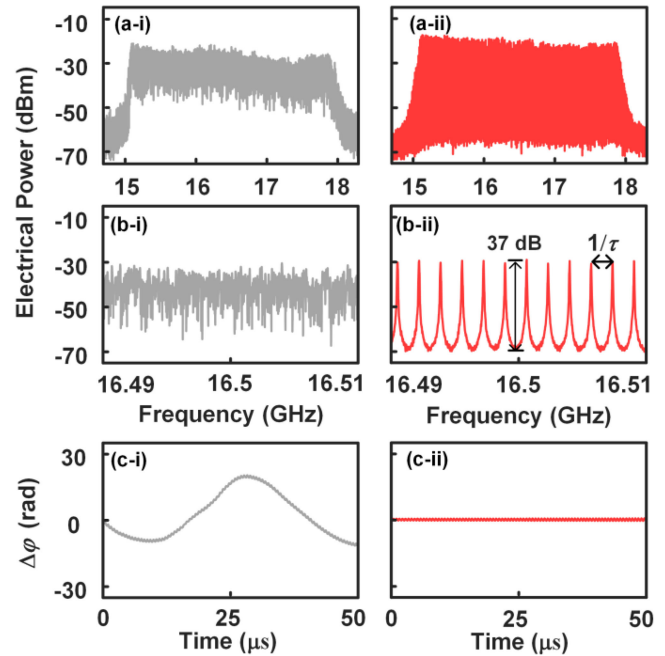 (a-i)
(a-ii)
-10
-30
-50
-70
15 16 17 18
15 16 17 18
Electrical Power (dBm)
(b-i)
(b-ii)
37 dB
1/τ
-10
-30
-50
-70
16.49 16.5 16.51
16.49 16.5 16.51
Frequency (GHz)
Frequency (GHz)
(c-i)
(c-ii)
30
0
-30
Δφ (rad)
0 25 50
0 25 50
Time (μs)
Time (μs)